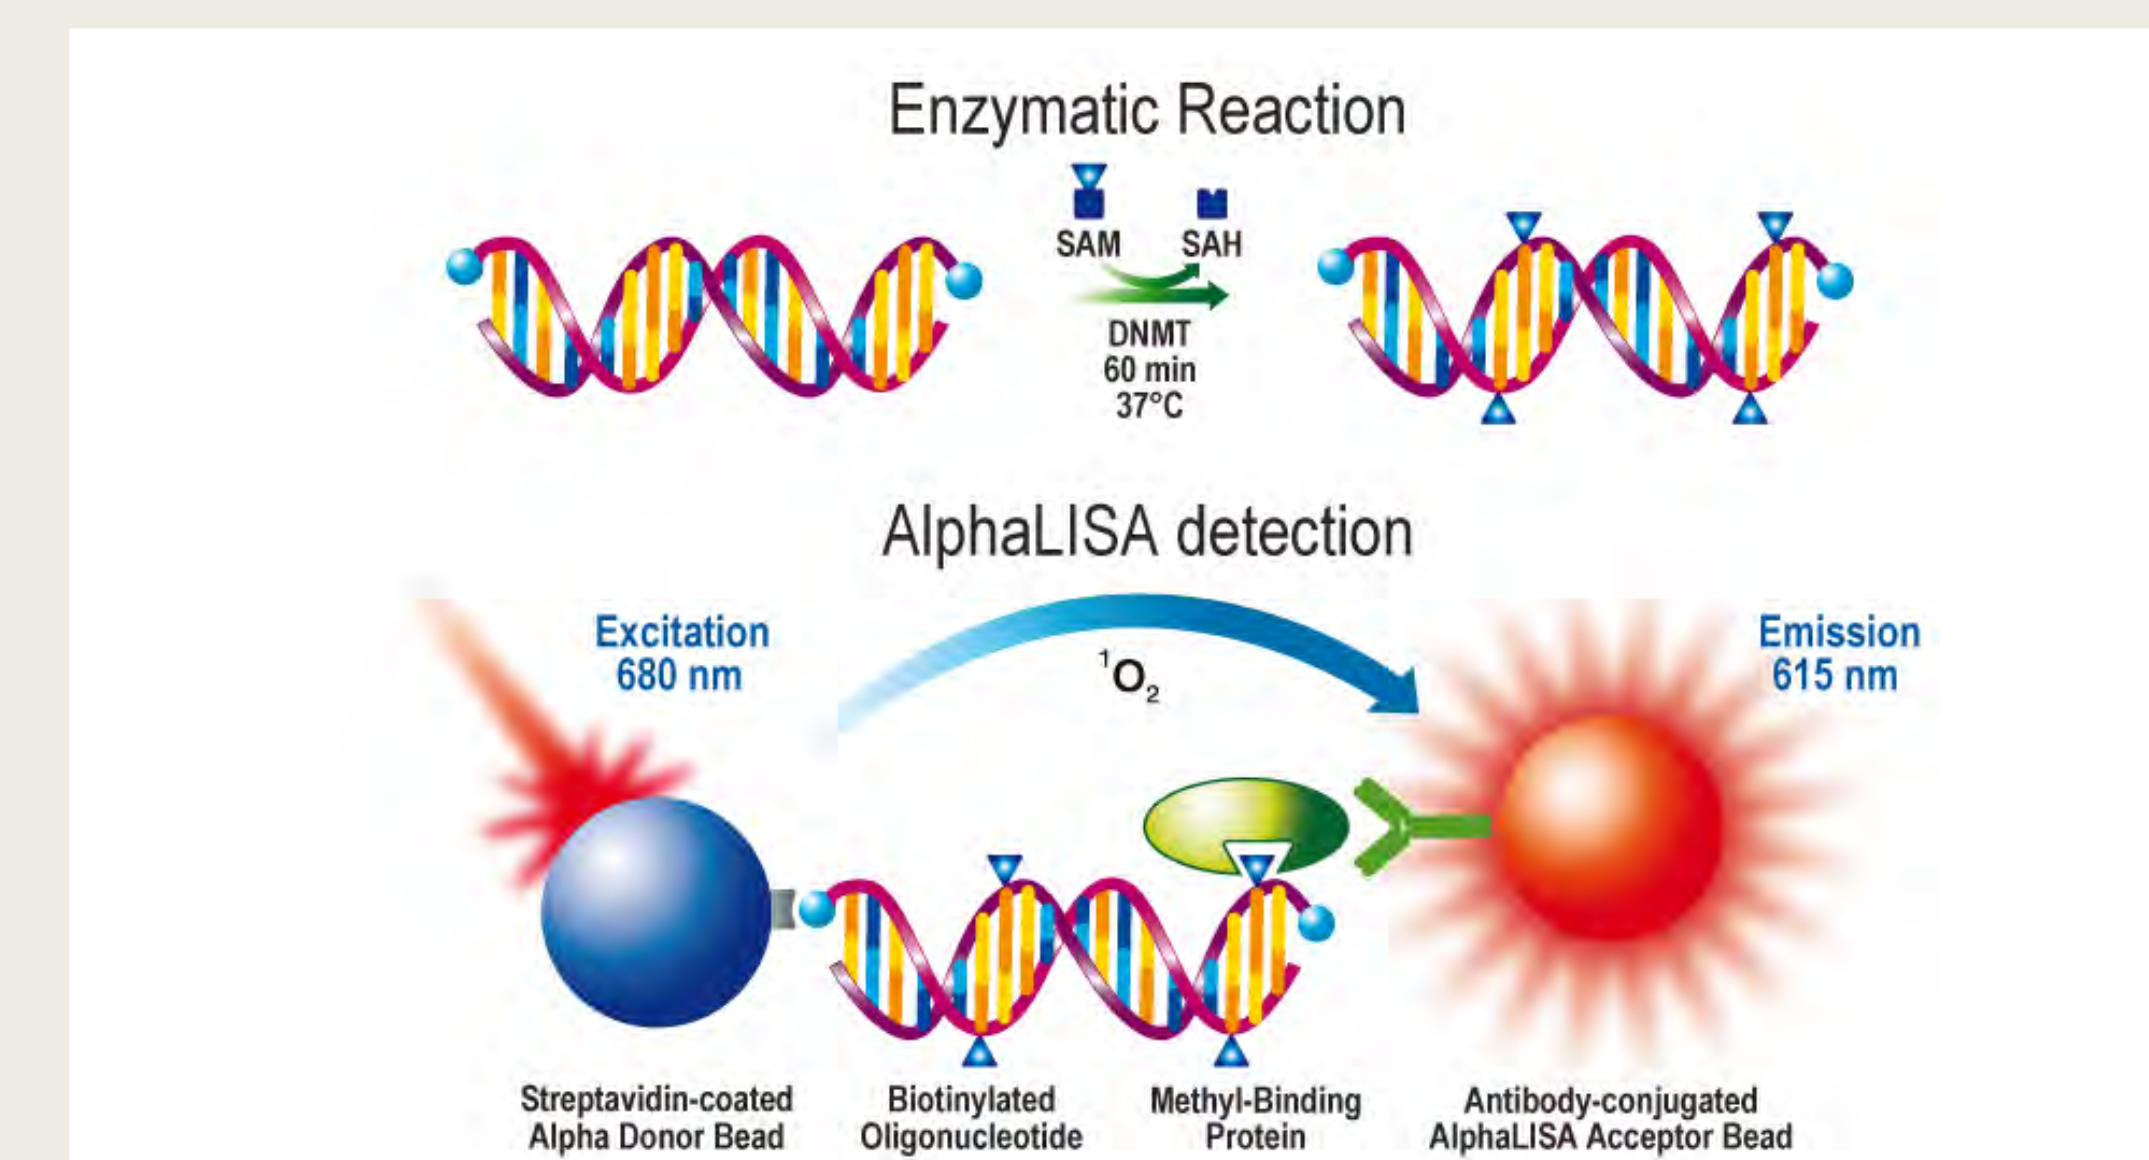 Enzymatic Reaction
SAM SAH
DNMT
60 min
37°C
AlphaLISA detection
Excitation
680 nm
¹O₂
Emission
615 nm
Streptavidin-coated
Alpha Donor Bead
Biotinylated
Oligonucleotide
Methyl-Binding
Protein
Antibody-conjugated
AlphaLISA Acceptor Bead